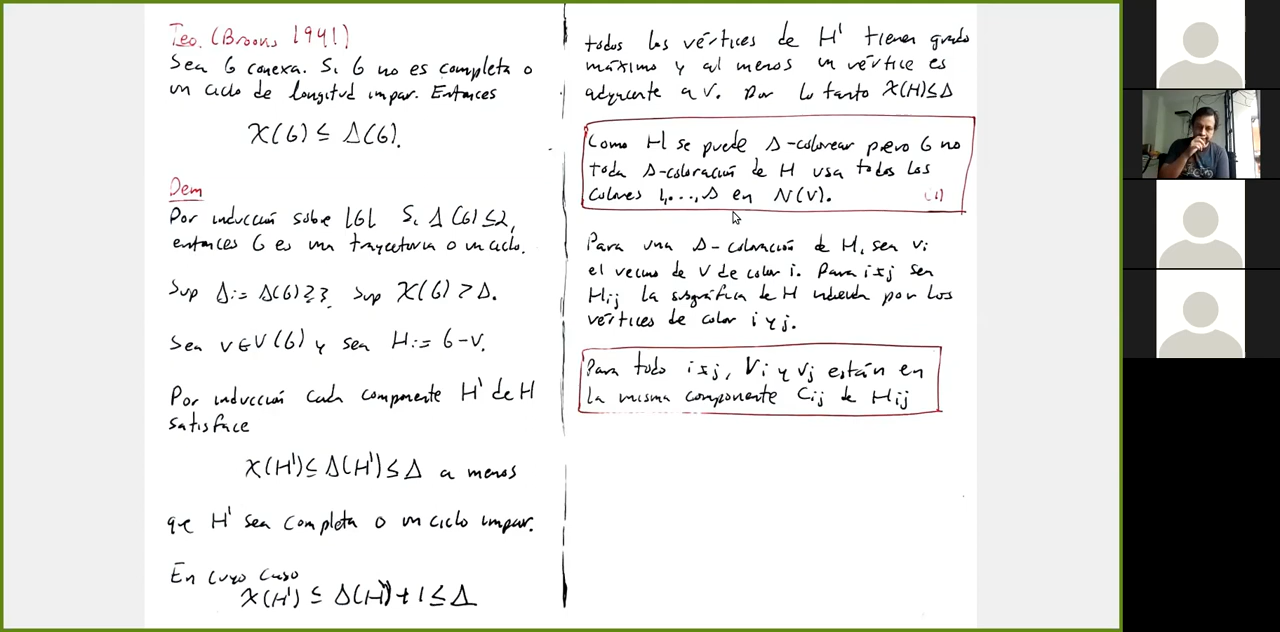 Teo. (Brooks 1941)
Sea G conexa. Si G no es completa o
un ciclo de longitud impar. Entonces
χ(G) ≤ Δ(G).
Dem
Por inducción sobre |G|. Si Δ(G) ≤ 2,
entonces G es una trayectoria o un ciclo.
Sup Δ := Δ(G) ≥ 3. Sup χ(G) > Δ.
Sea v ∈ V(G) y sea H := G - v.
Por inducción cada componente H' de H
satisface
χ(H') ≤ Δ(H') ≤ Δ a menos
que H' sea completa o un ciclo impar.
En cuyo caso
χ(H') ≤ Δ(H') + 1 ≤ Δ
todos los vértices de H' tienen grado
máximo y al menos un vértice es
adyacente a v. Por lo tanto χ(H) ≤ Δ
Como H se puede Δ-colorear pero G no
toda Δ-coloración de H usa todos los
colores 1, ..., Δ en N(v). (1)
Para una Δ-coloración de H, sea vi
el vecino de v de color i. Para i ≠ j sea
Hij la subgráfica de H inducida por los
vértices de color i y j.
Para todo i ≠ j, Vi y vj están en
la misma componente Cij de Hij